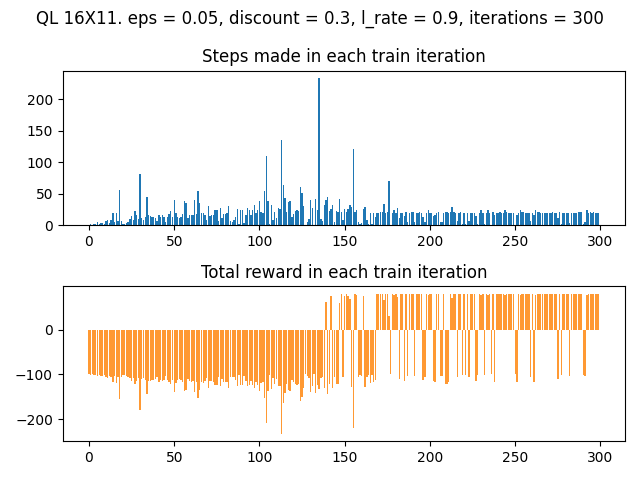 QL 16X11. eps = 0.05, discount = 0.3, l_rate = 0.9, iterations = 300
Steps made in each train iteration
200
150
100
50
0
0 50 100 150 200 250 300
Total reward in each train iteration
0
−100
−200
0 50 100 150 200 250 300